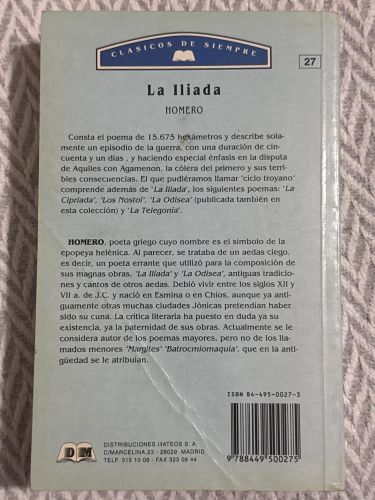 CLASICOS DE SIEMPRE
27
La Iliada
HOMERO
Consta el poema de 15.675 hexámetros y describe sola-
mente un episodio de la guerra, con una duración de cin-
cuenta y un dias , y haciendo especial énfasis en la disputa
de Aquiles con Agamenon, la cólera del primero y sus terri-
bles consecuencias. El que pudiéramos llamar "ciclo troyano"
comprende además de 'La Iliada', los siguientes poemas: 'La
Cipriada', 'Los Nostoi', 'La Odisea' (publicada también en
esta colección) y 'La Telegonia'.
HOMERO, poeta griego cuyo nombre es el simbolo de la
epopeya helénica. Al parecer, se trataba de un aedas ciego,
es decir, un poeta errante que utilizó para la composición de
sus magnas obras, 'La Iliada' y 'La Odisea', antiguas tradicio-
nes y cantos de otros aedas. Debió vivir entre los siglos XII y
VII a. de J.C. y nació en Esmina o en Chios, aunque ya anti-
guamente otras muchas ciudades Jónicas pretendian haber
sido su cuna. La critica literaria ha puesto en duda ya su
existencia, ya la paternidad de sus obras. Actualmente se le
considera autor de los poemas mayores, pero no de los lla-
mados menores 'Margites' 'Batrocmiomaquia', que en la anti-
güedad se le atribuían.
ISBN 84-495-0027-3
9 788449 500275
DM
DISTRIBUCIONES MATEOS S. A.
C/MARCELINA,23 - 28029 MADRID
TELF. 315 10 08 - FAX 323 08 44